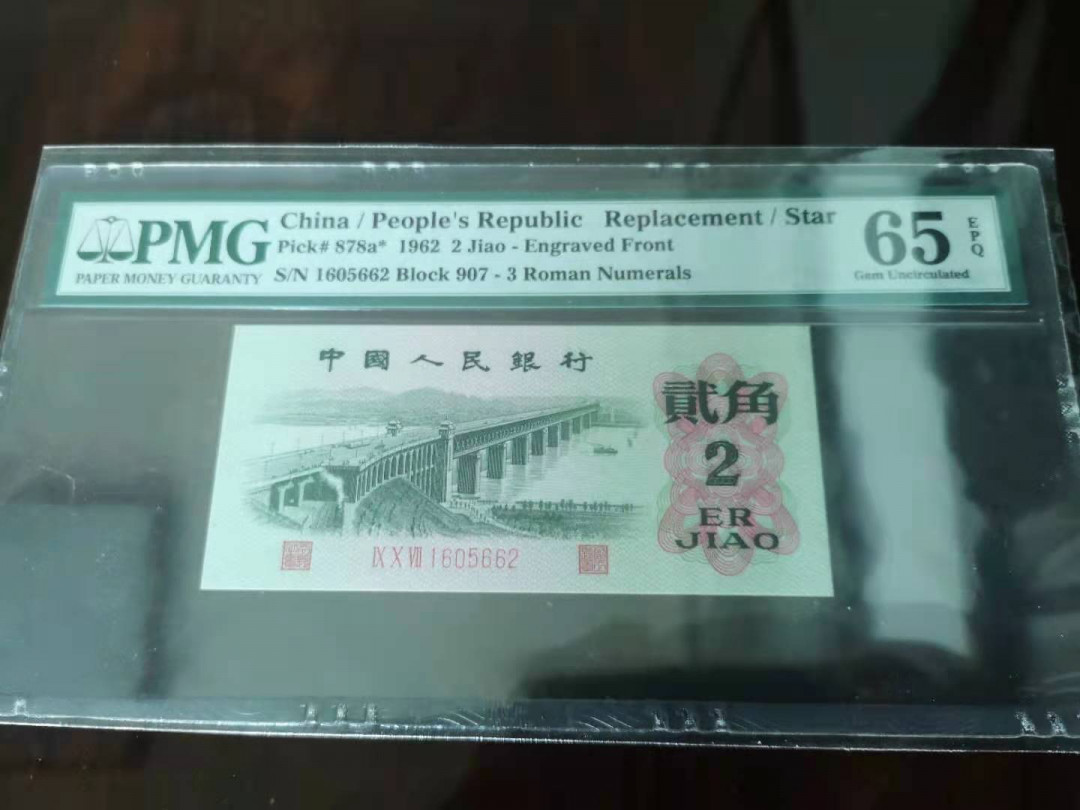 PMG
PAPER MONEY GUARANTY
China / People's Republic Replacement / Star
Pick# 878a* 1962 2 Jiao - Engraved Front
S/N 1605662 Block 907 - 3 Roman Numerals
65 EPQ
Gem Uncirculated
中國人民銀行
貳角
2
ER
JIAO
IX X VII 1605662